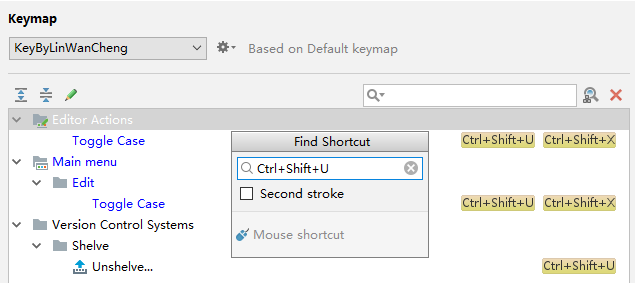 Keymap
KeyByLinWanCheng Based on Default keymap
Editor Actions
Toggle Case Ctrl+Shift+U Ctrl+Shift+X
Main menu
Edit
Toggle Case Ctrl+Shift+U Ctrl+Shift+X
Version Control Systems
Shelve
Unshelve... Ctrl+Shift+U
Find Shortcut
Ctrl+Shift+U
Second stroke
Mouse shortcut